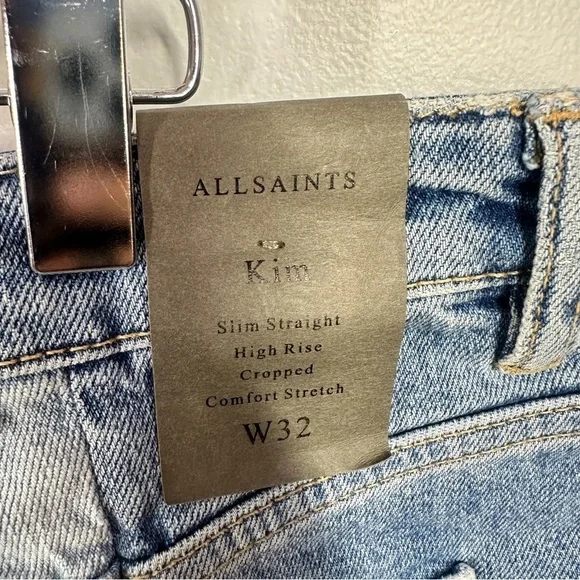 ALLSAINTS
Kim
Slim Straight
High Rise
Cropped
Comfort Stretch
W32